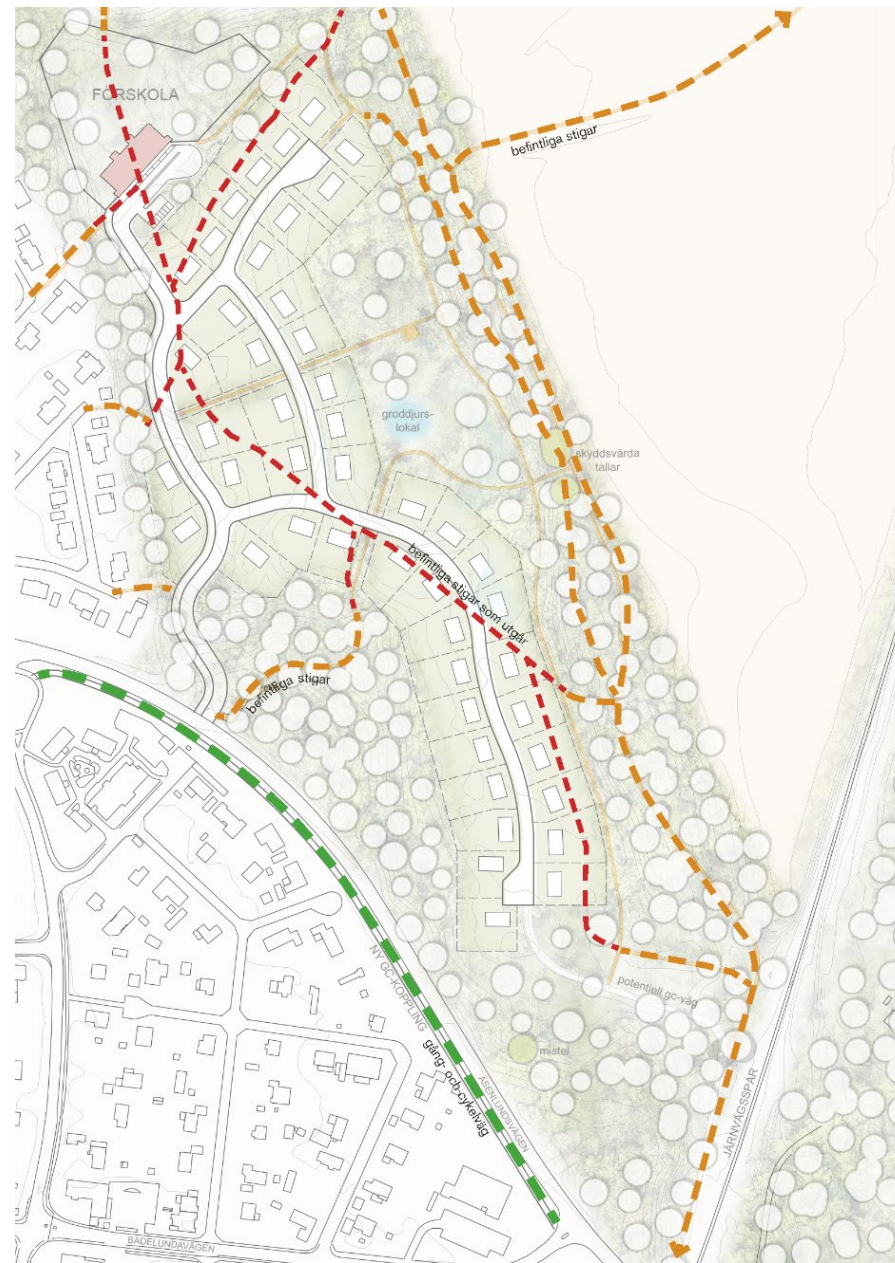 FÖRSKOLA
befintliga stigar
groddjurs-
lokal
skyddsvärda
tallar
befintliga stigar som utgår
befintliga stigar
NY GC-KOPPLING
gång- och cykelväg
potentiell gc-väg
mistel
ÅSENLUNDSVÄGEN
JÄRNVÄGSSPÅR
BADELUNDAVÄGEN